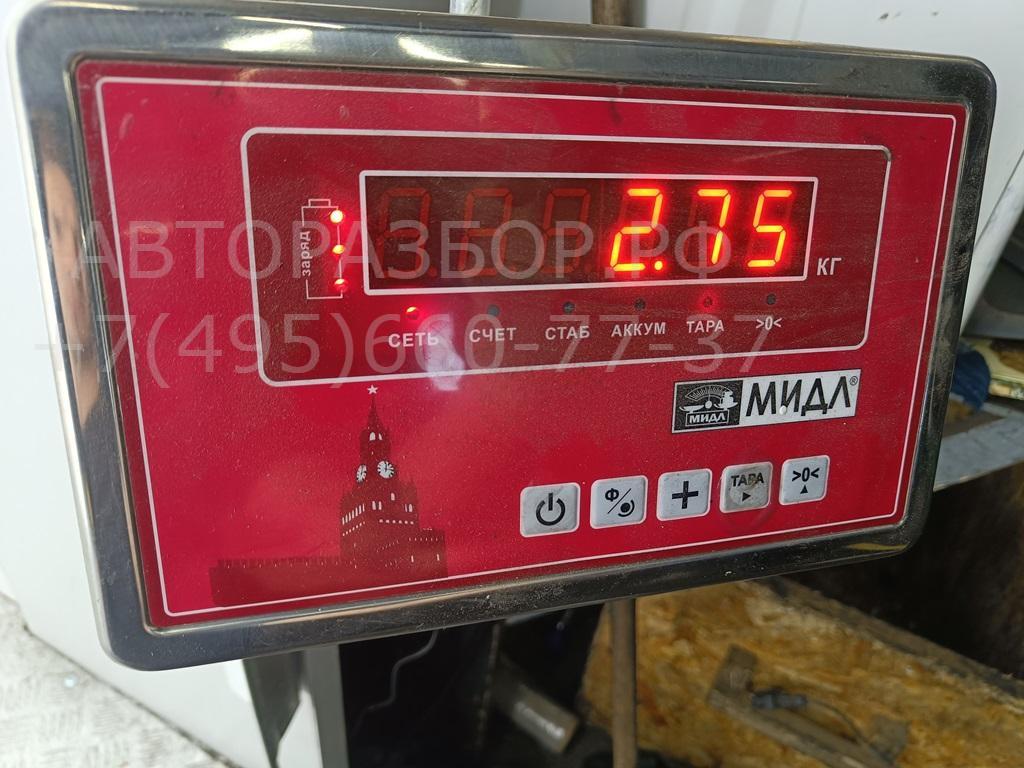 2.75
КГ
заряд
СЕТЬ СЧЕТ СТАБ АККУМ ТАРА >0<
АВТОРАЗБОР.РФ
+7(495)660-77-37
МИДЛ МИДЛ®
Ф
ТАРА
>0<